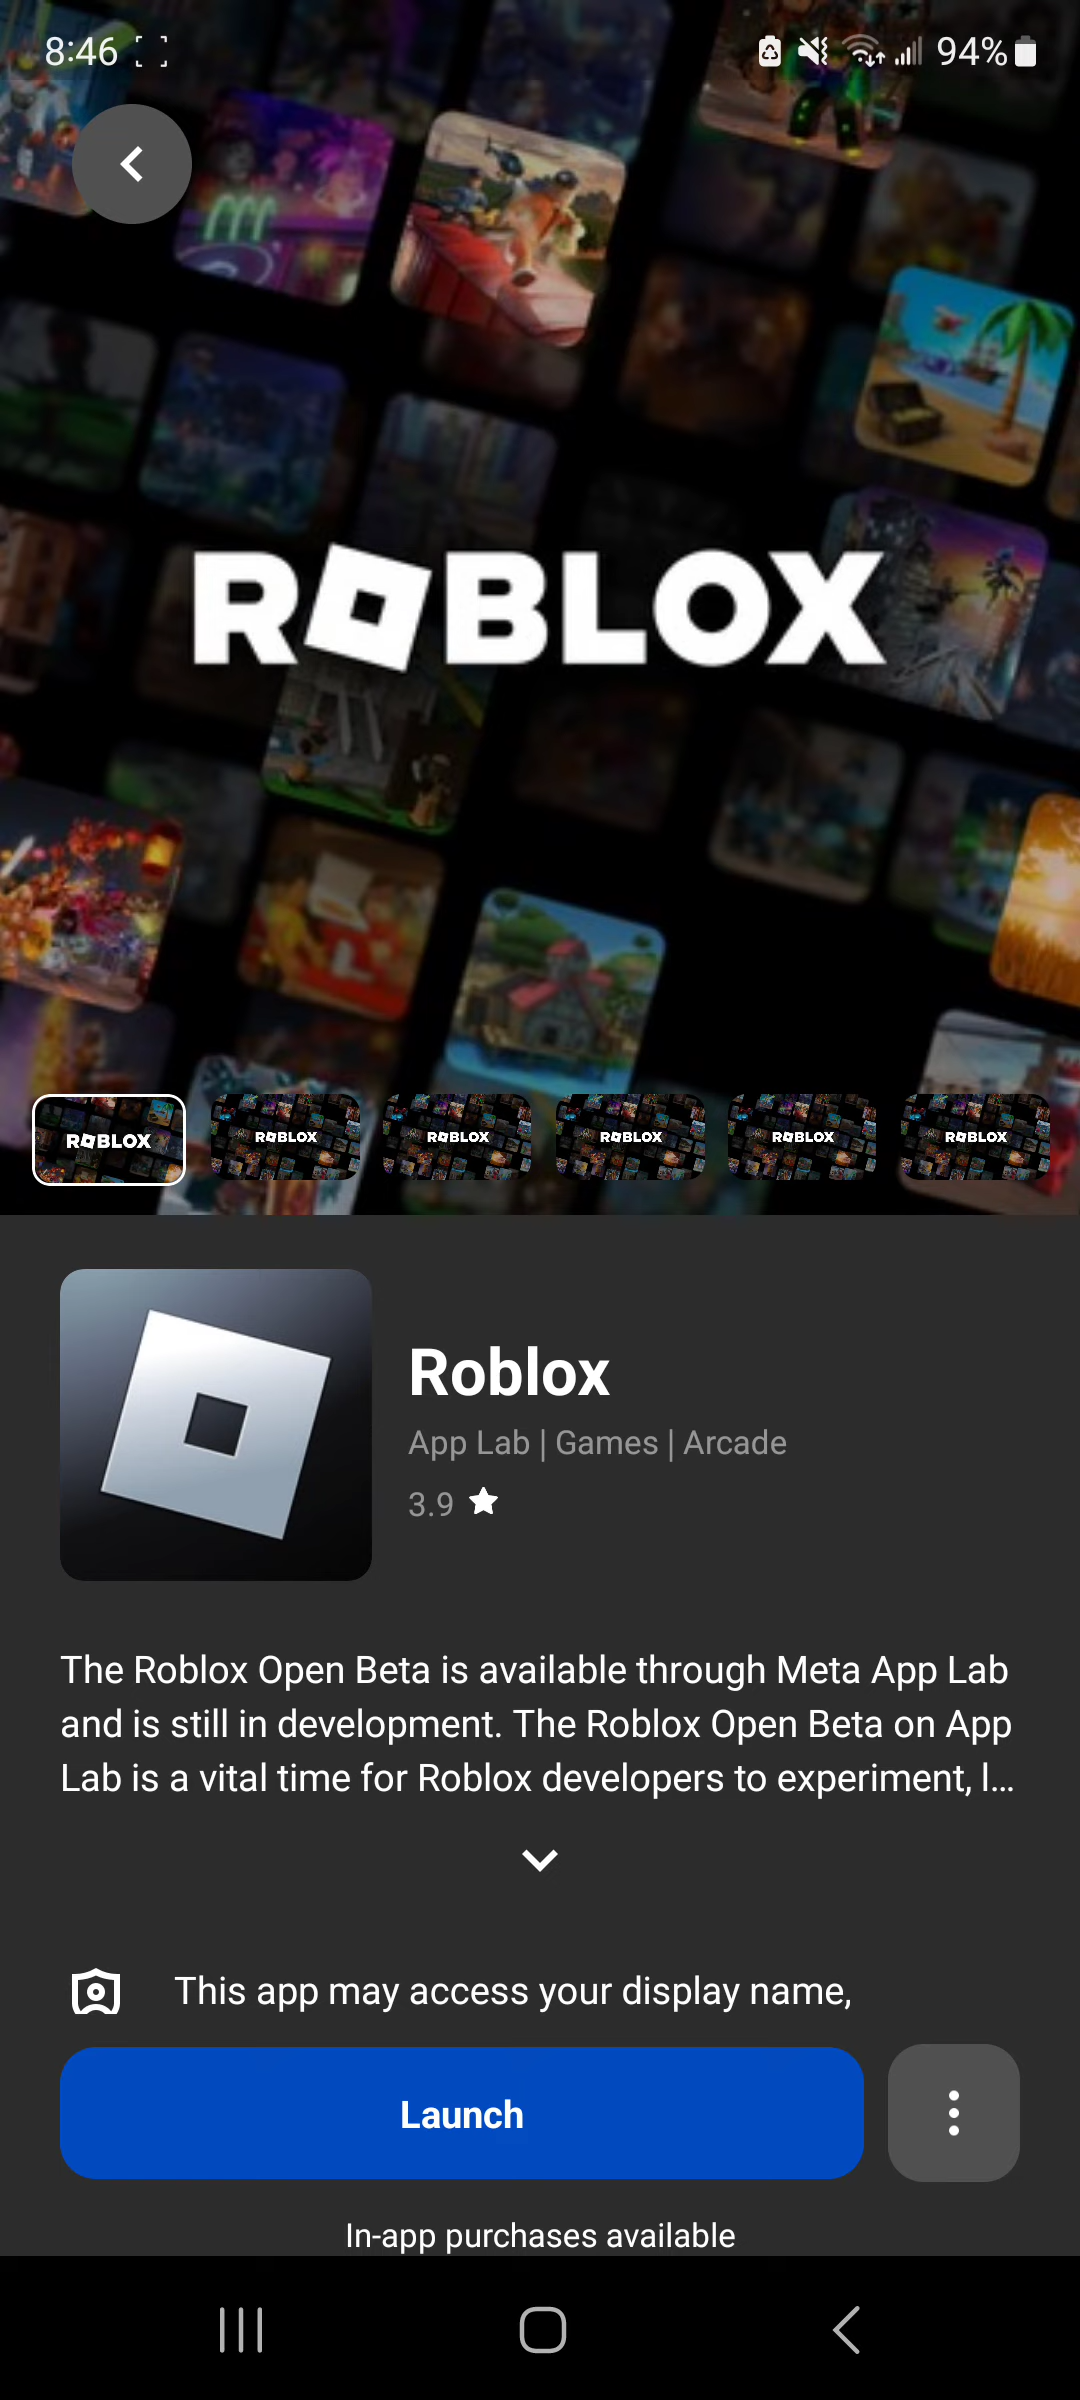 8:46
94%
ROBLOX
ROBLOX ROBLOX ROBLOX ROBLOX ROBLOX ROBLOX
Roblox
App Lab | Games | Arcade
3.9
The Roblox Open Beta is available through Meta App Lab
and is still in development. The Roblox Open Beta on App
Lab is a vital time for Roblox developers to experiment, l...
This app may access your display name,
Launch
In-app purchases available